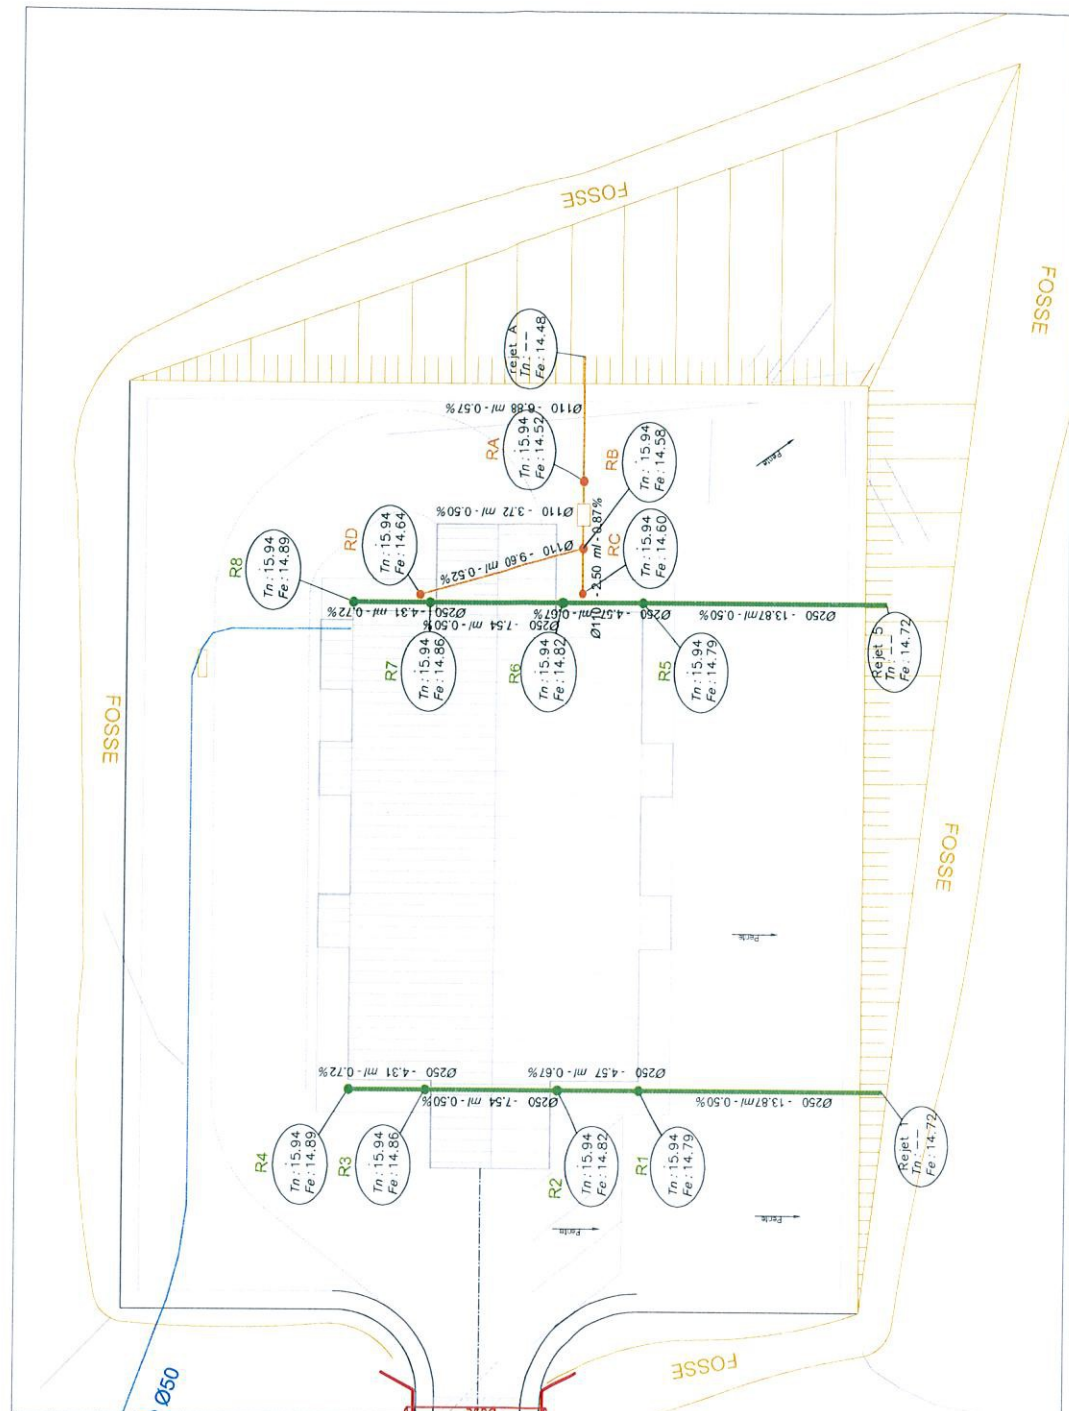 FOSSE
FOSSE
FOSSE
FOSSE
FOSSE
rejet A
Tn : --
Fe : 14.48
Ø110 - 6.88 ml - 0.57%
RA
Tn : 15.94
Fe : 14.52
RB
Tn : 15.94
Fe : 14.58
Ø110 - 3.72 ml - 0.50%
RD
Tn : 15.94
Fe : 14.64
Ø110 - 9.60 ml - 0.52%
RC
Tn : 15.94
Fe : 14.60
Ø110 - 2.50 ml - 0.87%
Pente
R8
Tn : 15.94
Fe : 14.89
Ø250 - 4.31 ml - 0.72%
R7
Tn : 15.94
Fe : 14.86
Ø250 - 7.54 ml - 0.50%
R6
Tn : 15.94
Fe : 14.82
Ø250 - 4.57 ml - 0.67%
R5
Tn : 15.94
Fe : 14.79
Ø250 - 13.87ml - 0.50%
Rejet 5
Tn : --
Fe : 14.72
Pente
R4
Tn : 15.94
Fe : 14.89
Ø250 - 4.31 ml - 0.72%
R3
Tn : 15.94
Fe : 14.86
Ø250 - 7.54 ml - 0.50%
R2
Tn : 15.94
Fe : 14.82
Ø250 - 4.57 ml - 0.67%
R1
Tn : 15.94
Fe : 14.79
Ø250 - 13.87ml - 0.50%
Rejet 1
Tn : --
Fe : 14.72
Pente
Pente
Ø50